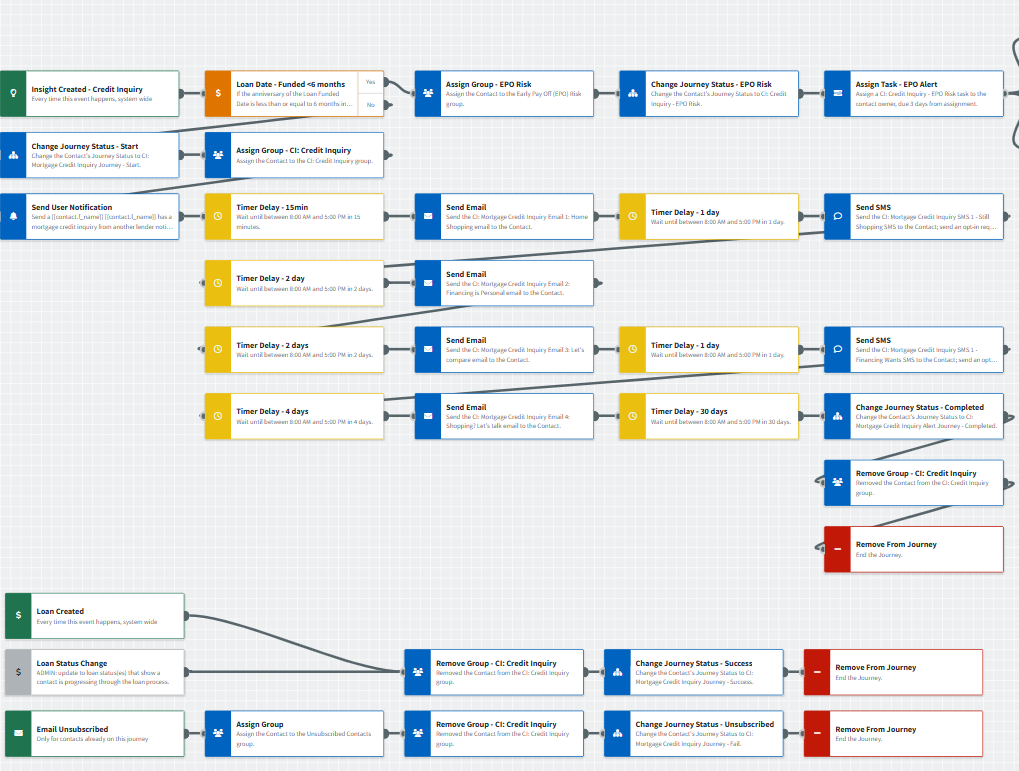 Insight Created - Credit Inquiry
Every time this event happens, system wide
Loan Date - Funded <6 months
If the anniversary of the Loan Funded
Date is less than or equal to 6 months in...
Yes
No
Assign Group - EPO Risk
Assign the Contact to the Early Pay Off (EPO) Risk
group.
Change Journey Status - EPO Risk
Change the Contact's Journey Status to CI: Credit
Inquiry - EPO Risk.
Assign Task - EPO Alert
Assign a CI: Credit Inquiry - EPO Risk task to the
contact owner, due 3 days from assignment.
Change Journey Status - Start
Change the Contact's Journey Status to CI:
Mortgage Credit Inquiry Journey - Start.
Assign Group - CI: Credit Inquiry
Assign the Contact to the CI: Credit Inquiry group.
Send User Notification
Send a [[contact.f_name]] [[contact.l_name]] has a
mortgage credit inquiry from another lender noti...
Timer Delay - 15min
Wait until between 8:00 AM and 5:00 PM in 15
minutes.
Send Email
Send the CI: Mortgage Credit Inquiry Email 1: Home
Shopping email to the Contact.
Timer Delay - 1 day
Wait until between 8:00 AM and 5:00 PM in 1 day.
Send SMS
Send the CI: Mortgage Credit Inquiry SMS 1 - Still
Shopping SMS to the Contact; send an opt-in req...
Timer Delay - 2 day
Wait until between 8:00 AM and 5:00 PM in 2 days.
Send Email
Send the CI: Mortgage Credit Inquiry Email 2:
Financing is Personal email to the Contact.
Timer Delay - 2 days
Wait until between 8:00 AM and 5:00 PM in 2 days.
Send Email
Send the CI: Mortgage Credit Inquiry Email 3: Let's
compare email to the Contact.
Timer Delay - 1 day
Wait until between 8:00 AM and 5:00 PM in 1 day.
Send SMS
Send the CI: Mortgage Credit Inquiry SMS 1 -
Financing Wants SMS to the Contact; send an opt...
Timer Delay - 4 days
Wait until between 8:00 AM and 5:00 PM in 4 days.
Send Email
Send the CI: Mortgage Credit Inquiry Email 4:
Shopping? Let's talk email to the Contact.
Timer Delay - 30 days
Wait until between 8:00 AM and 5:00 PM in 30 days.
Change Journey Status - Completed
Change the Contact's Journey Status to CI:
Mortgage Credit Inquiry Alert Journey - Completed.
Remove Group - CI: Credit Inquiry
Removed the Contact from the CI: Credit Inquiry
group.
Remove From Journey
End the Journey.
Loan Created
Every time this event happens, system wide
Loan Status Change
ADMIN: update to loan status(es) that show a
contact is progressing through the loan process.
Remove Group - CI: Credit Inquiry
Removed the Contact from the CI: Credit Inquiry
group.
Change Journey Status - Success
Change the Contact's Journey Status to CI:
Mortgage Credit Inquiry Journey - Success.
Remove From Journey
End the Journey.
Email Unsubscribed
Only for contacts already on this journey
Assign Group
Assign the Contact to the Unsubscribed Contacts
group.
Remove Group - CI: Credit Inquiry
Removed the Contact from the CI: Credit Inquiry
group.
Change Journey Status - Unsubscribed
Change the Contact's Journey Status to CI:
Mortgage Credit Inquiry Journey - Fail.
Remove From Journey
End the Journey.